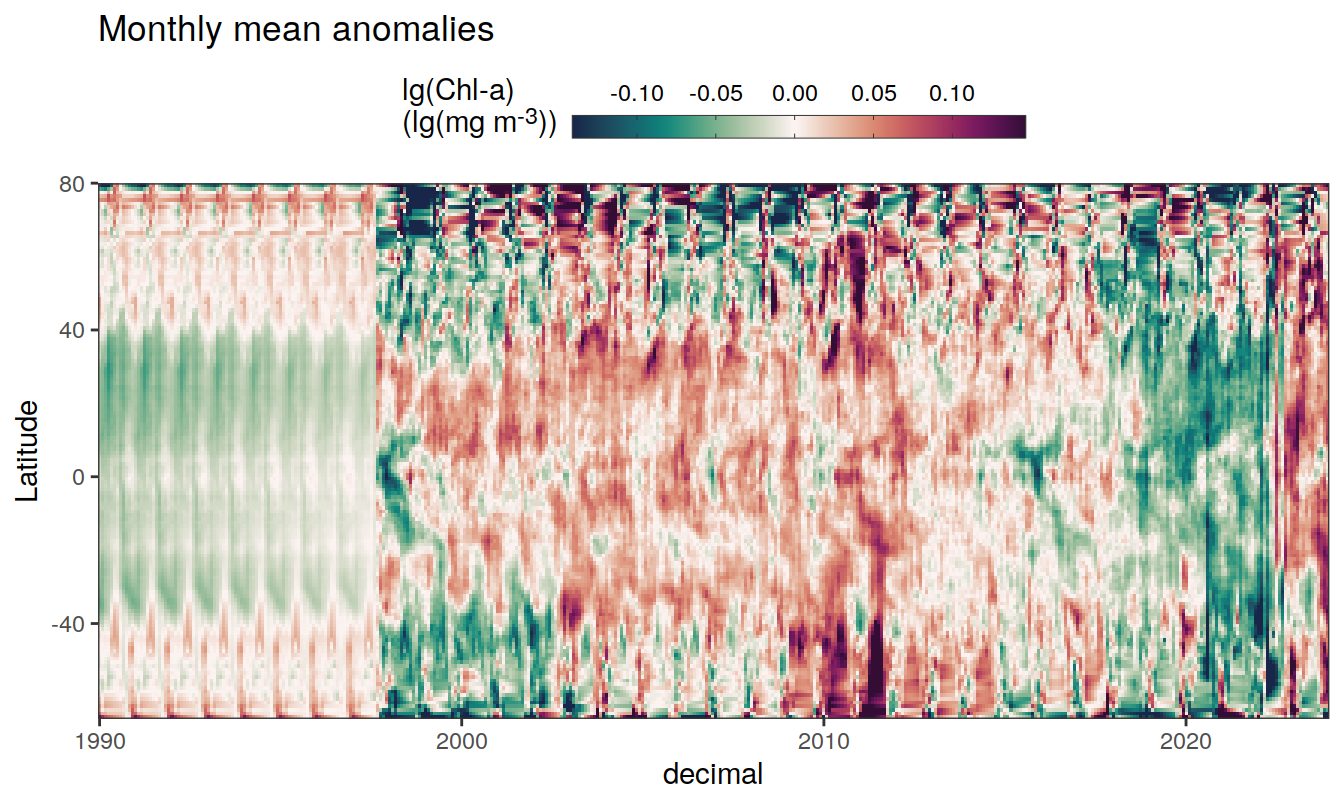 Monthly mean anomalies
lg(Chl-a)
(lg(mg m-3))
-0.10 -0.05 0.00 0.05 0.10
80
40
0
-40
Latitude
1990 2000 2010 2020
decimal